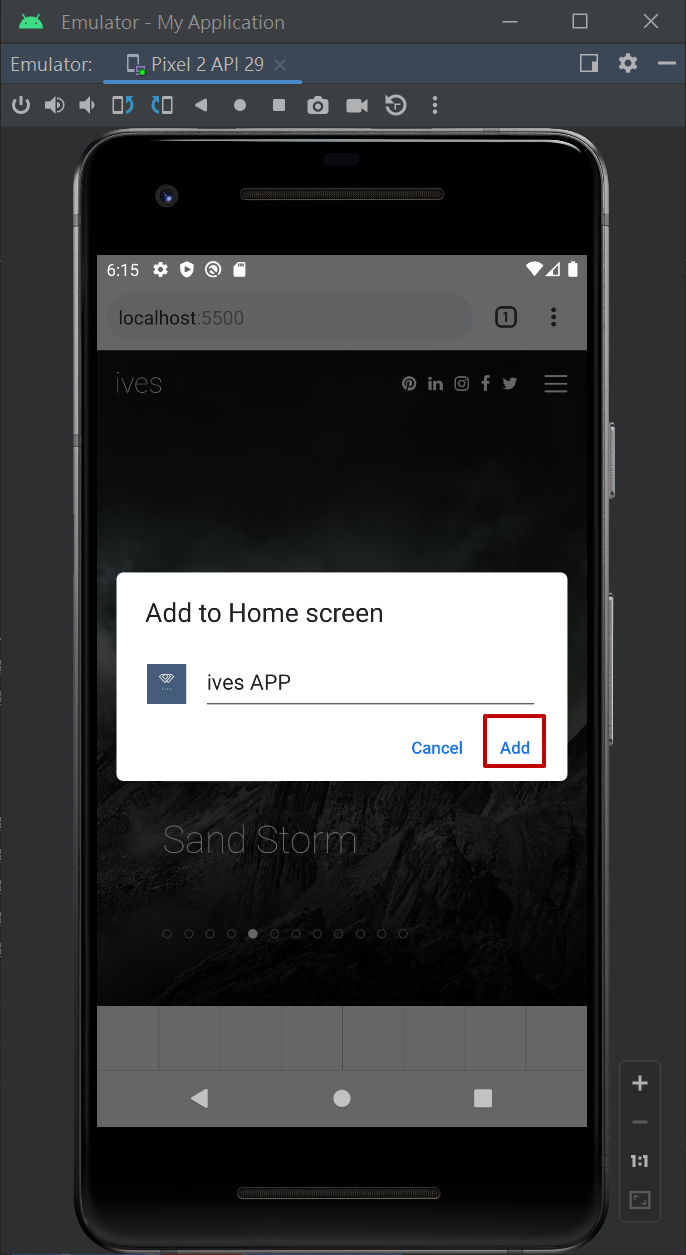 Emulator - My Application
Emulator: Pixel 2 API 29
6:15
localhost:5500 1
ives
Add to Home screen
ives APP
Cancel Add
Sand Storm
1:1